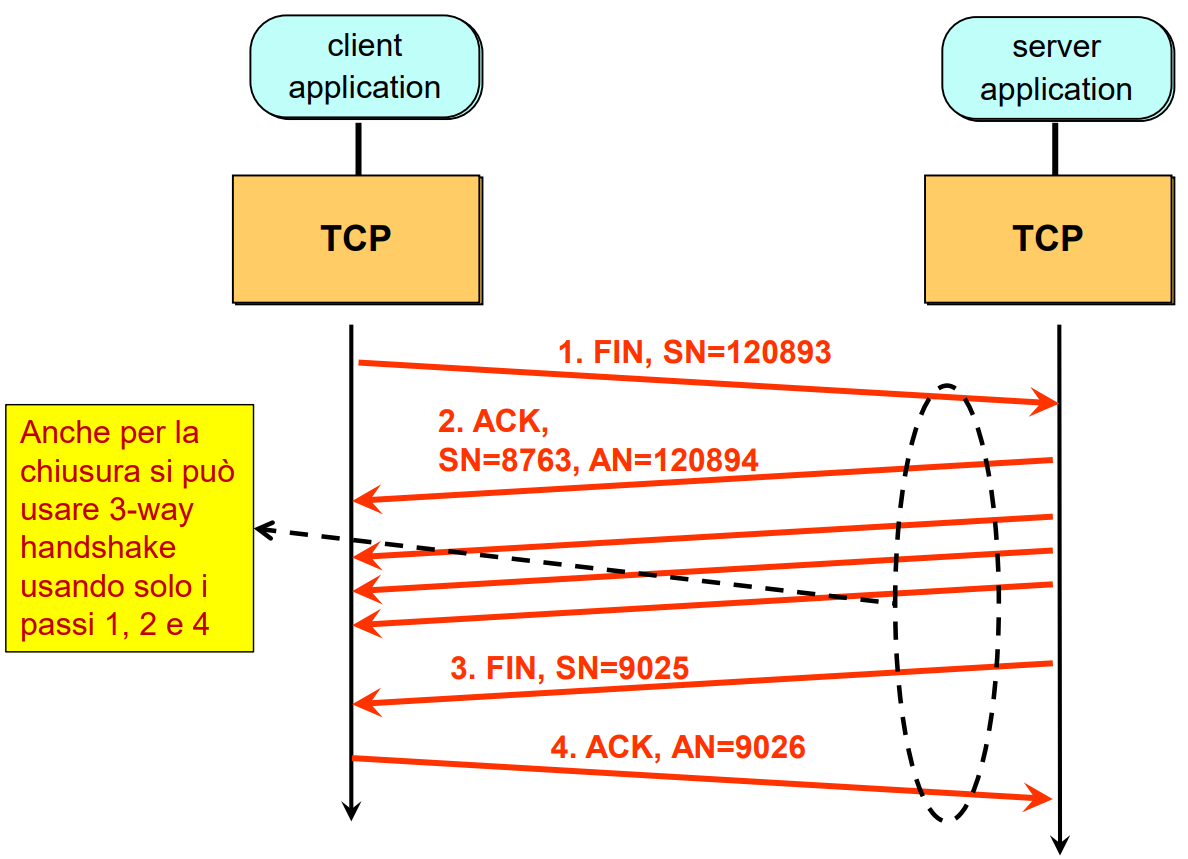 client
application
server
application
TCP
TCP
1. FIN, SN=120893
2. ACK,
SN=8763, AN=120894
Anche per la
chiusura si può
usare 3-way
handshake
usando solo i
passi 1, 2 e 4
3. FIN, SN=9025
4. ACK, AN=9026